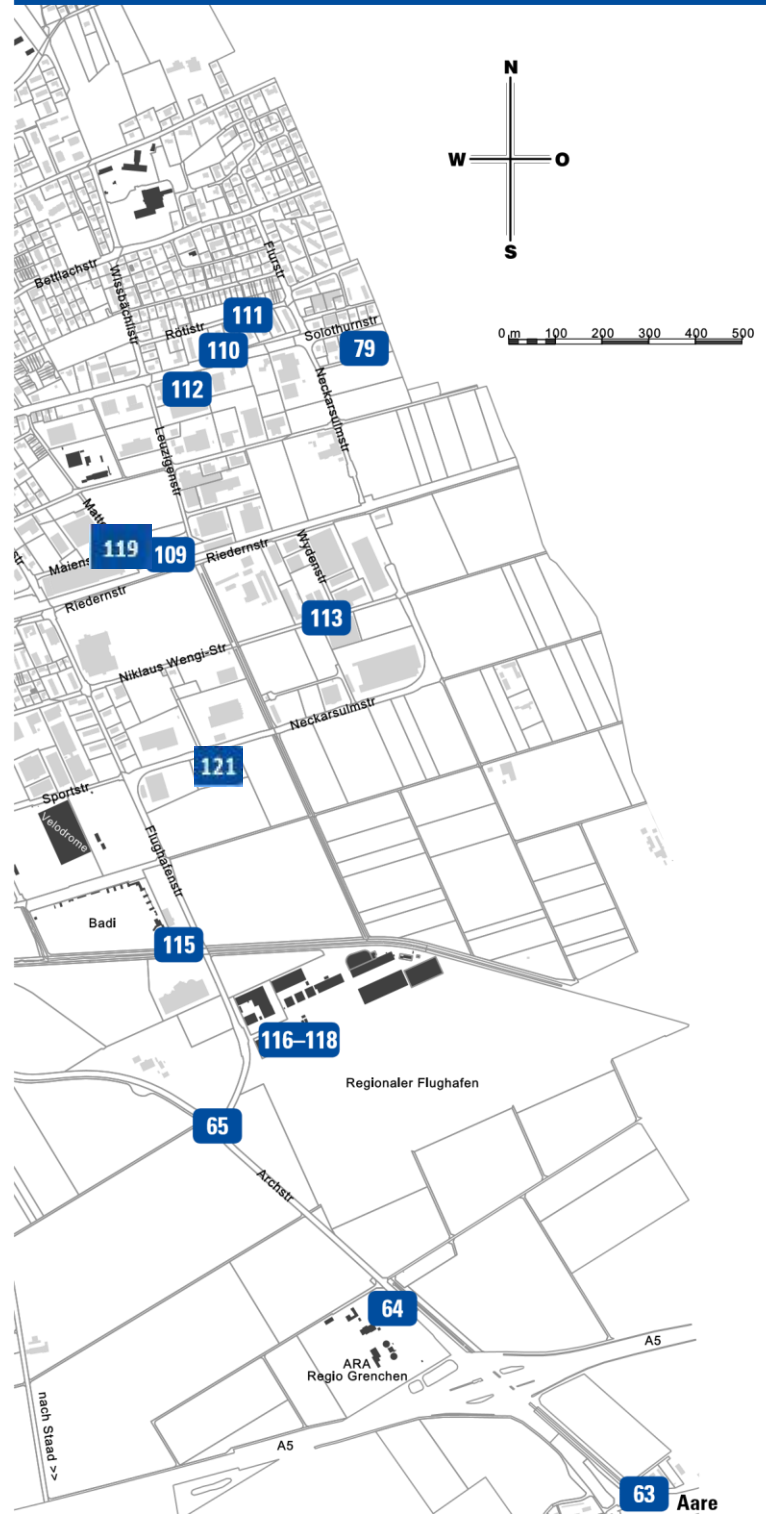 N
W O
S
0 m 100 200 300 400 500
Bettlachstr
Wissbächlistr
Flurstr
Rötistr
111
Solothurnstr
110
79
112
Neckarsulmstr
Leuzigenstr
119
109
Riedernstr
Wydenstr
Riedernstr
113
Niklaus Wengi-Str
Neckarsulmstr
121
Sportstr
Velodrome
Flughafenstr
Badi
115
116–118
Regionaler Flughafen
65
Archstr
64
ARA
Regio Grenchen
A5
nach Staad >>
A5
63 Aare